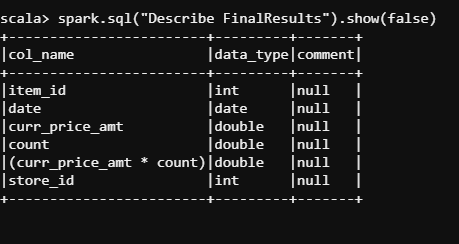 scala> spark.sql("Describe FinalResults").show(false)
+-----------------------+---------+-------+
|col_name               |data_type|comment|
+-----------------------+---------+-------+
|item_id                |int      |null   |
|date                   |date     |null   |
|curr_price_amt         |double   |null   |
|count                  |double   |null   |
|(curr_price_amt * count)|double   |null   |
|store_id               |int      |null   |
+-----------------------+---------+-------+